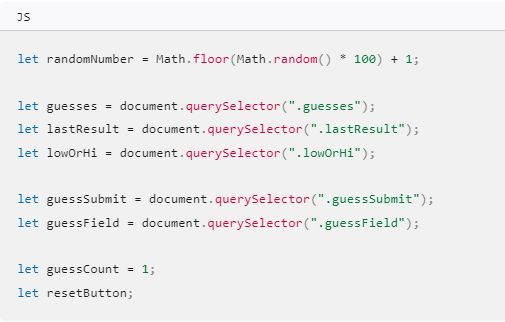 JS
let randomNumber = Math.floor(Math.random() * 100) + 1;
let guesses = document.querySelector(".guesses");
let lastResult = document.querySelector(".lastResult");
let lowOrHi = document.querySelector(".lowOrHi");
let guessSubmit = document.querySelector(".guessSubmit");
let guessField = document.querySelector(".guessField");
let guessCount = 1;
let resetButton;